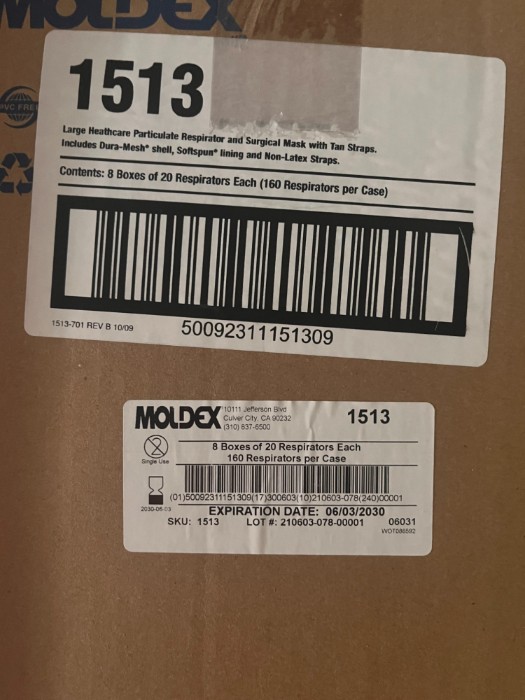 MOLDEX
PVC FREE
1513
Large Heathcare Particulate Respirator and Surgical Mask with Tan Straps.
Includes Dura-Mesh® shell, Softspun® lining and Non-Latex Straps.
Contents: 8 Boxes of 20 Respirators Each (160 Respirators per Case)
1513-701 REV B 10/09
50092311151309
MOLDEX
10111 Jefferson Blvd
Culver City, CA 90232
(310) 837-6500
1513
Single Use
8 Boxes of 20 Respirators Each
160 Respirators per Case
(01)50092311151309(17)300603(10)210603-078(240)00001
2030-06-03
EXPIRATION DATE: 06/03/2030
SKU: 1513 LOT #: 210603-078-00001 06031